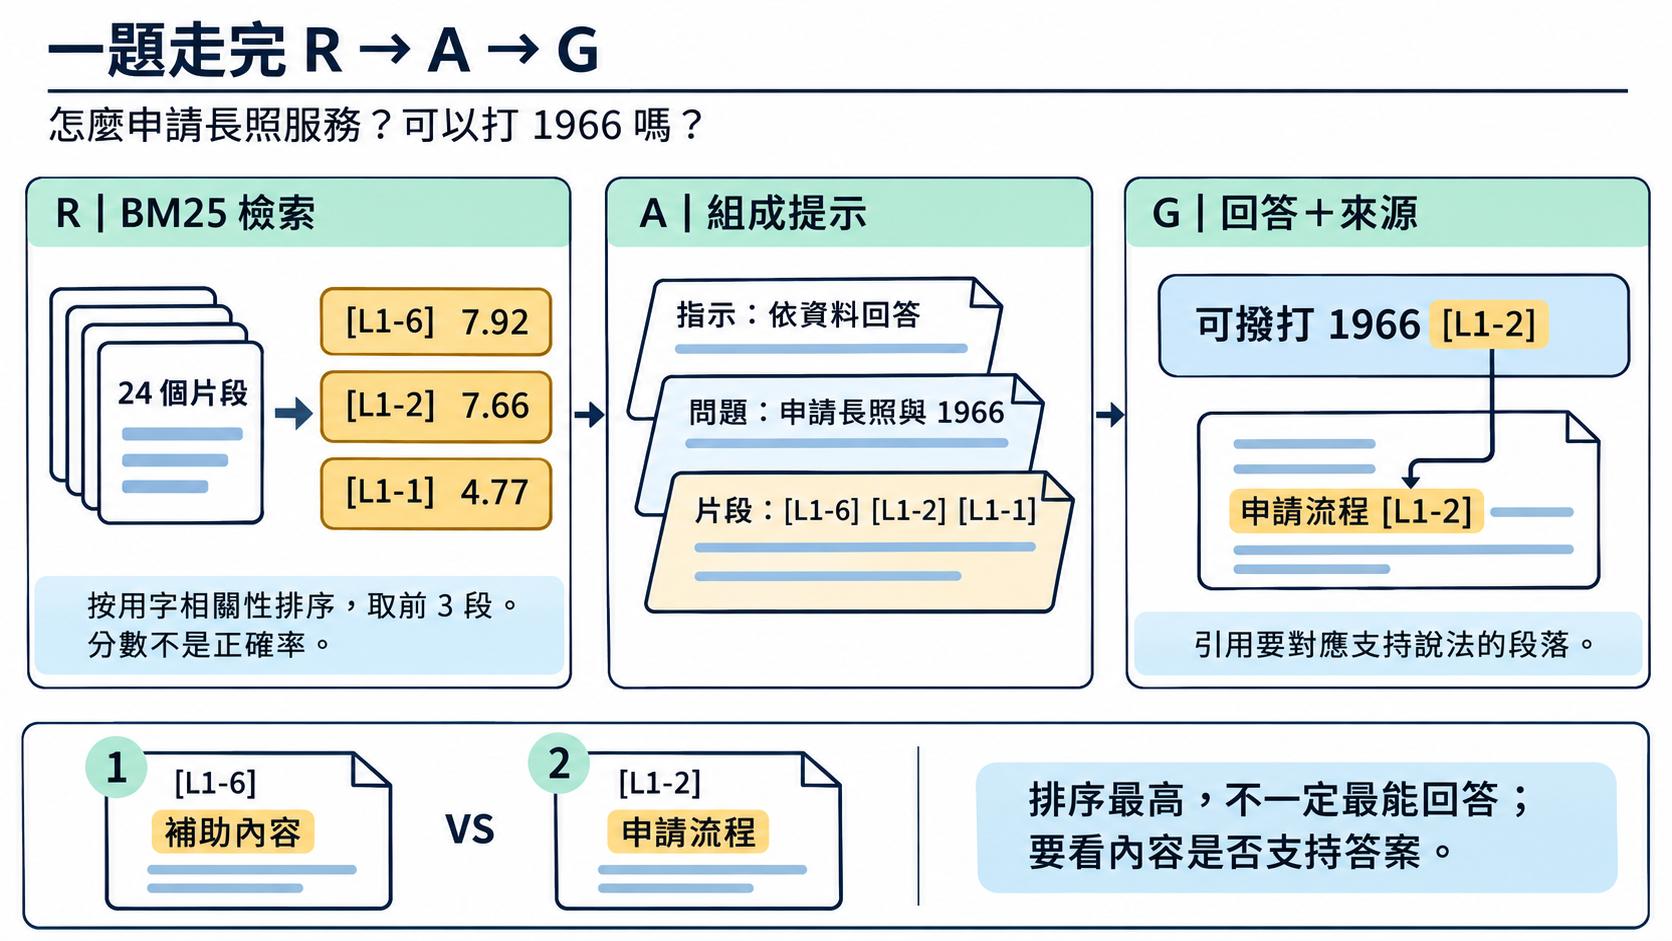 一題走完 R → A → G
怎麼申請長照服務？可以打 1966 嗎？
R｜BM25 檢索
24 個片段
[L1-6] 7.92
[L1-2] 7.66
[L1-1] 4.77
按用字相關性排序，取前 3 段。
分數不是正確率。
A｜組成提示
指示：依資料回答
問題：申請長照與 1966
片段：[L1-6] [L1-2] [L1-1]
G｜回答＋來源
可撥打 1966 [L1-2]
申請流程 [L1-2]
引用要對應支持說法的段落。
1
[L1-6]
補助內容
VS
2
[L1-2]
申請流程
排序最高，不一定最能回答；
要看內容是否支持答案。